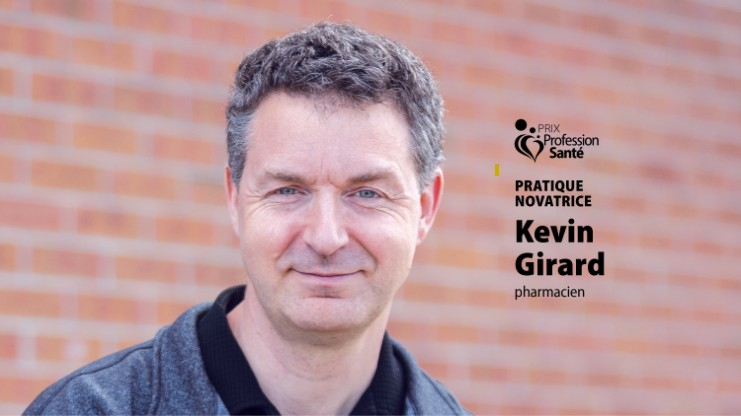 PRIX
Profession
Santé
PRATIQUE
NOVATRICE
Kevin
Girard
pharmacien